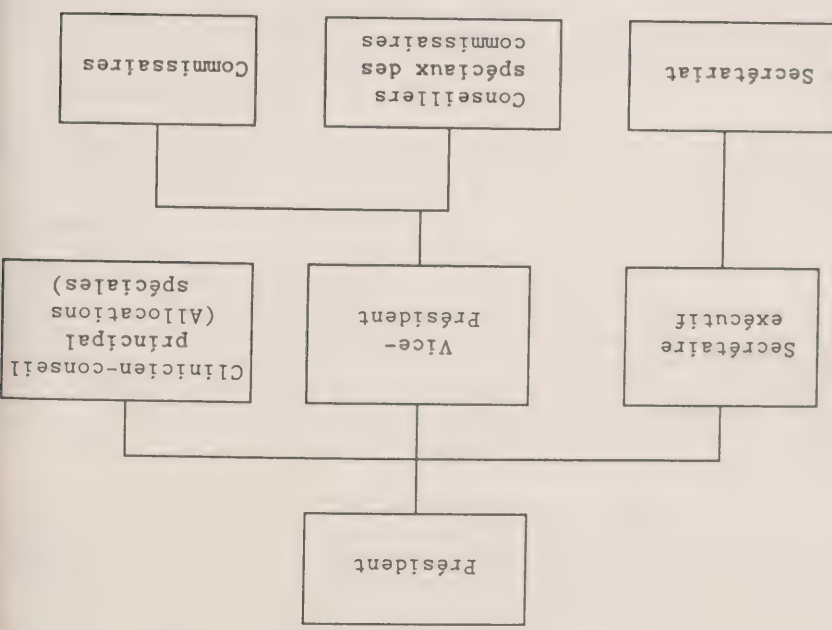 Président
Secrétaire
exécutif
Vice-
Président
Clinicien-conseil
principal
(Allocations
spéciales)
Secrétariat
Conseillers
spéciaux des
commissaires
Commissaires